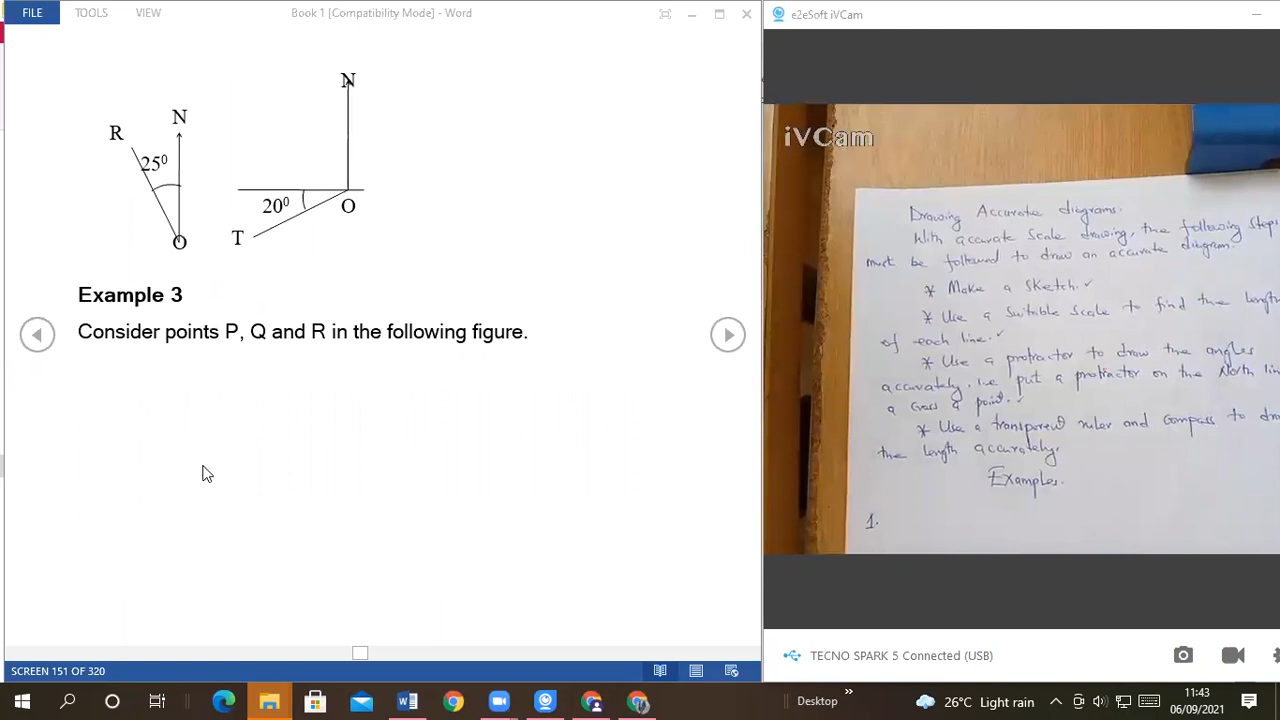 FILE TOOLS VIEW Book 1 [Compatibility Mode] - Word
N
N
R
25⁰
20⁰
O
T
O
Example 3
Consider points P, Q and R in the following figure.
SCREEN 151 OF 320
e2eSoft iVCam
iVCam
Drawing Accurate diagrams.
With accurate scale drawing, the following steps
must be followed to draw an accurate diagram.
* Make a sketch. ✓
* Use a suitable scale to find the length
of each line. ✓
* Use a protractor to draw the angles
accurately. i.e put a protractor on the North
a cross a point. ✓
* Use a transparent ruler and compass to
the length accurately.
Examples.
1.
TECNO SPARK 5 Connected (USB)
Desktop » 26°C Light rain 11:43
06/09/2021